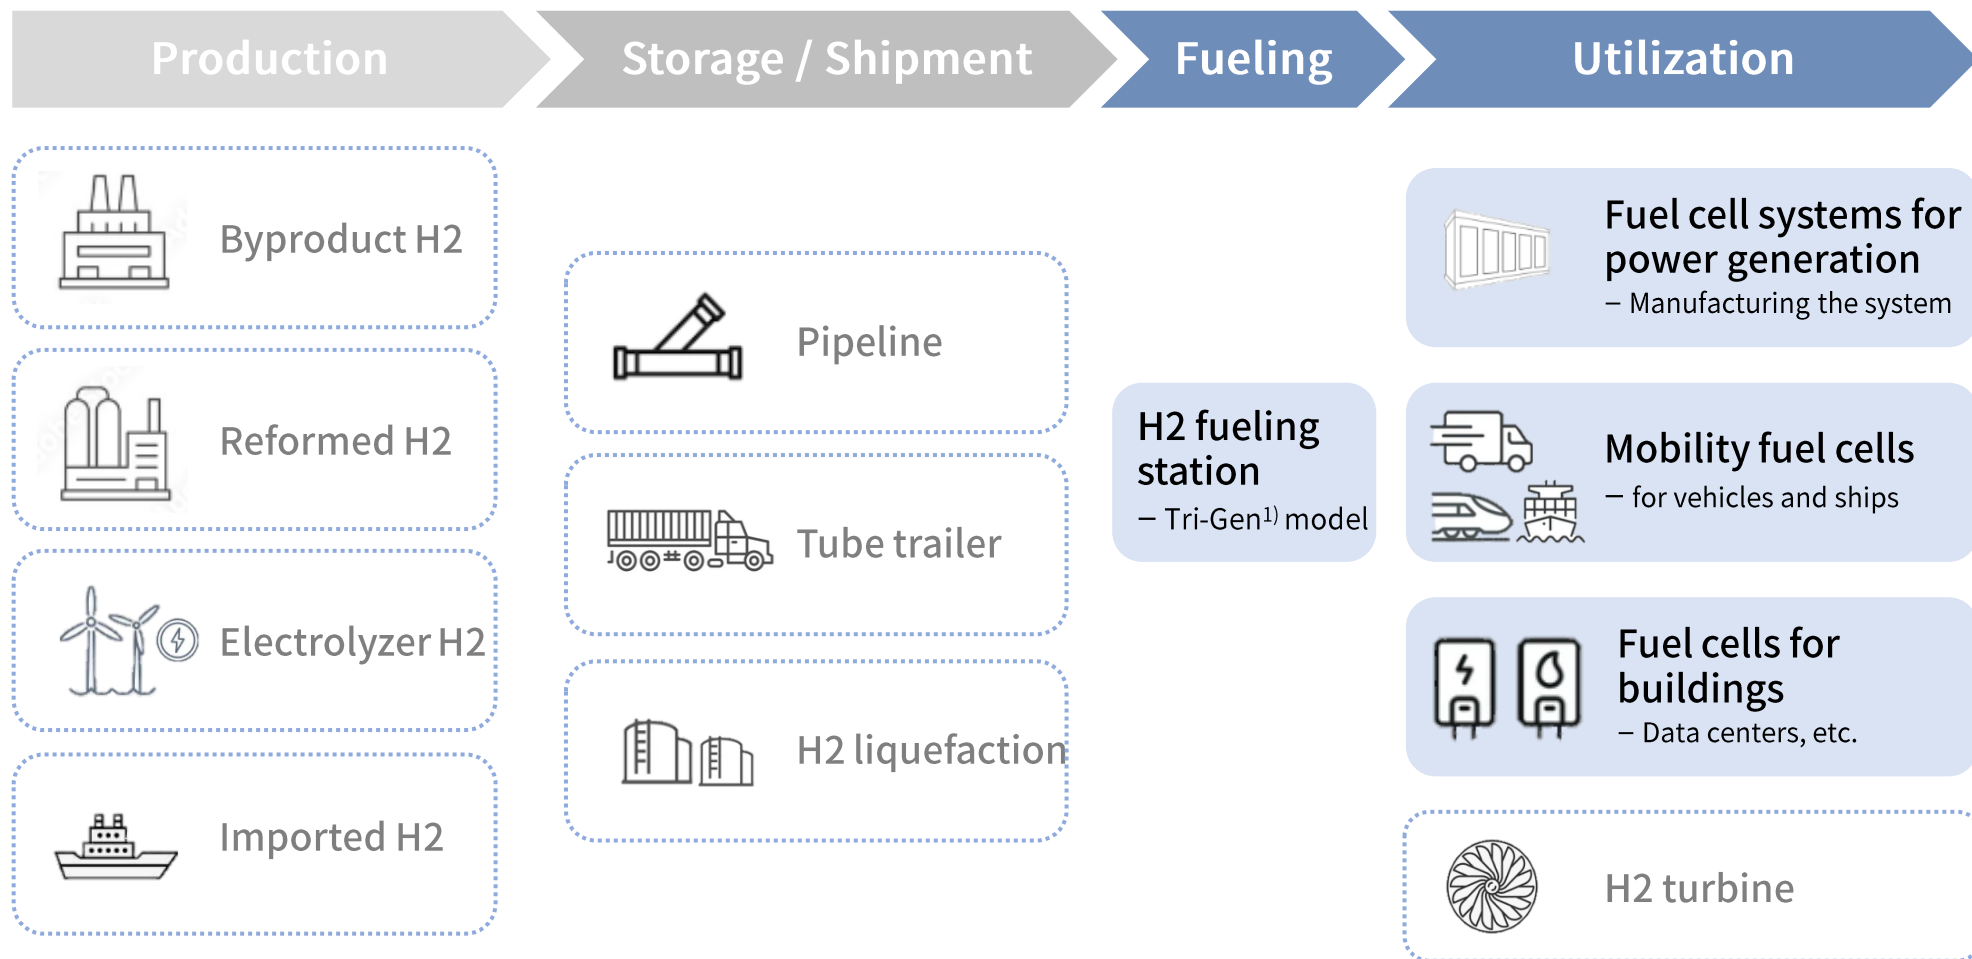 Production
Storage / Shipment
Fueling
Utilization
Byproduct H2
Reformed H2
Electrolyzer H2
Imported H2
Pipeline
Tube trailer
H2 liquefaction
H2 fueling
station
– Tri-Gen¹⁾ model
Fuel cell systems for
power generation
– Manufacturing the system
Mobility fuel cells
– for vehicles and ships
Fuel cells for
buildings
– Data centers, etc.
H2 turbine